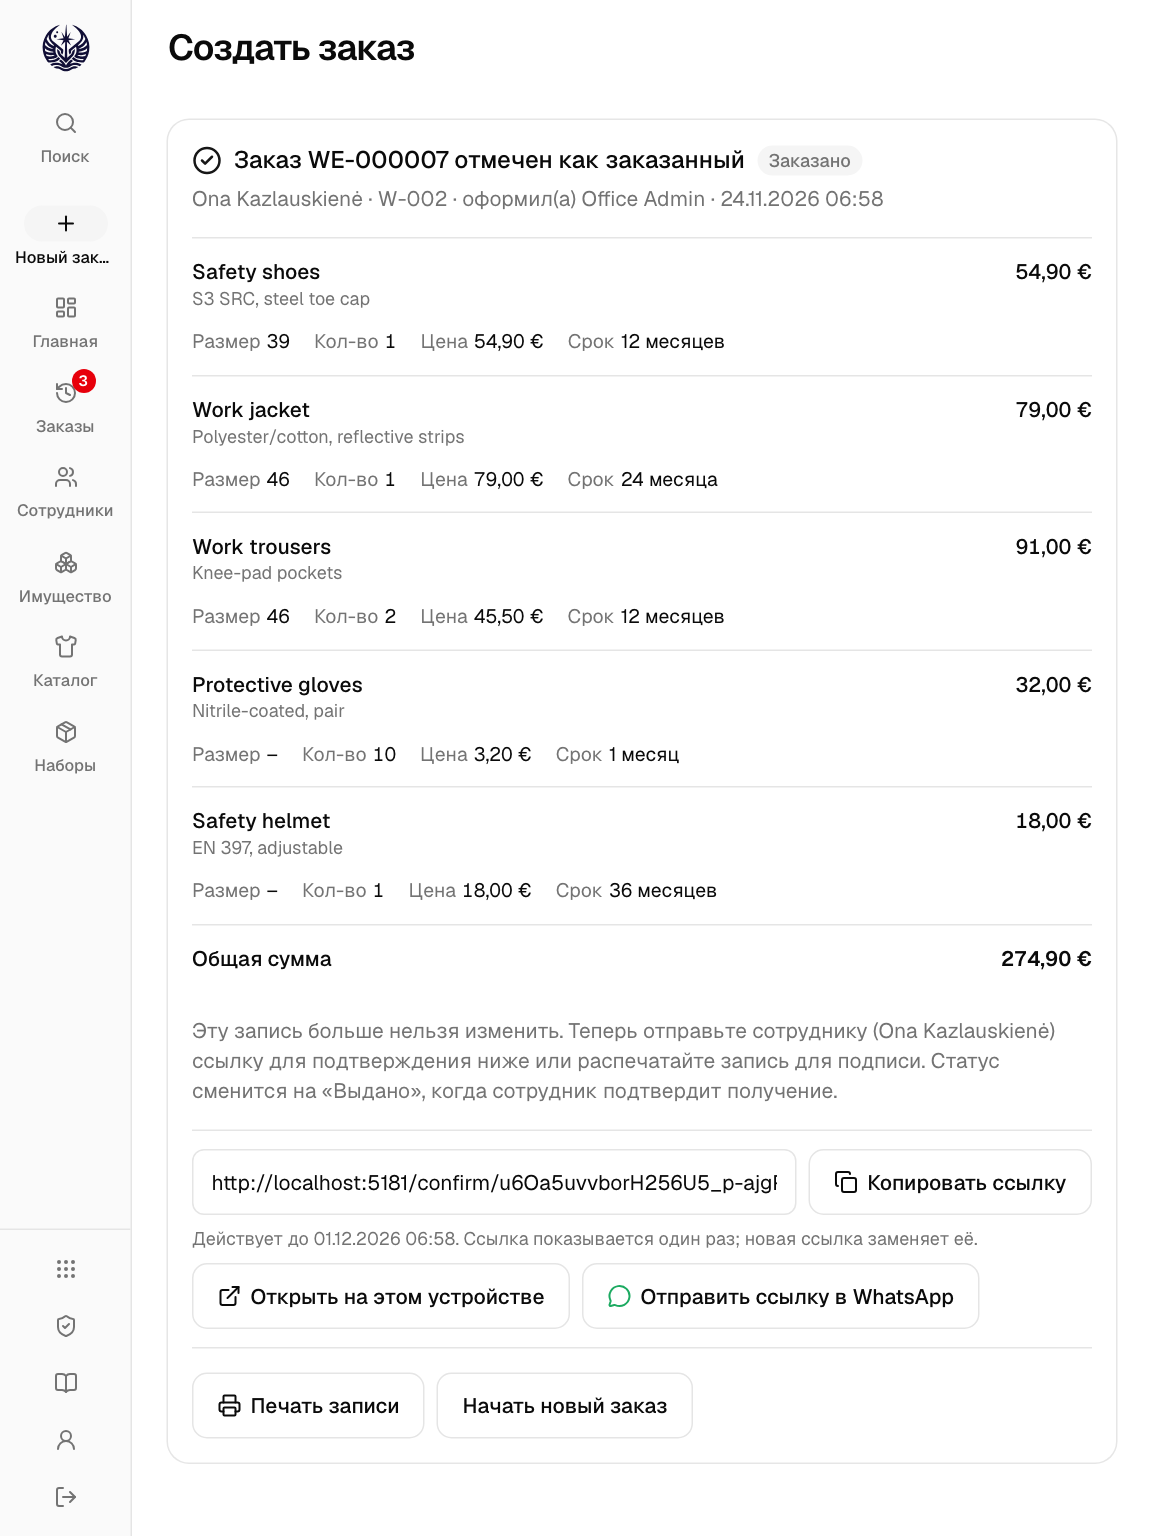 Создать заказ
Поиск
Новый зак...
Главная
3
Заказы
Сотрудники
Имущество
Каталог
Наборы
Заказ WE-000007 отмечен как заказанный Заказано
Ona Kazlauskienė · W-002 · оформил(а) Office Admin · 24.11.2026 06:58
Safety shoes 54,90 €
S3 SRC, steel toe cap
Размер 39 Кол-во 1 Цена 54,90 € Срок 12 месяцев
Work jacket 79,00 €
Polyester/cotton, reflective strips
Размер 46 Кол-во 1 Цена 79,00 € Срок 24 месяца
Work trousers 91,00 €
Knee-pad pockets
Размер 46 Кол-во 2 Цена 45,50 € Срок 12 месяцев
Protective gloves 32,00 €
Nitrile-coated, pair
Размер – Кол-во 10 Цена 3,20 € Срок 1 месяц
Safety helmet 18,00 €
EN 397, adjustable
Размер – Кол-во 1 Цена 18,00 € Срок 36 месяцев
Общая сумма 274,90 €
Эту запись больше нельзя изменить. Теперь отправьте сотруднику (Ona Kazlauskienė)
ссылку для подтверждения ниже или распечатайте запись для подписи. Статус
сменится на «Выдано», когда сотрудник подтвердит получение.
http://localhost:5181/confirm/u6Oa5uvvborH256U5_p-ajgF Копировать ссылку
Действует до 01.12.2026 06:58. Ссылка показывается один раз; новая ссылка заменяет её.
Открыть на этом устройстве Отправить ссылку в WhatsApp
Печать записи Начать новый заказ